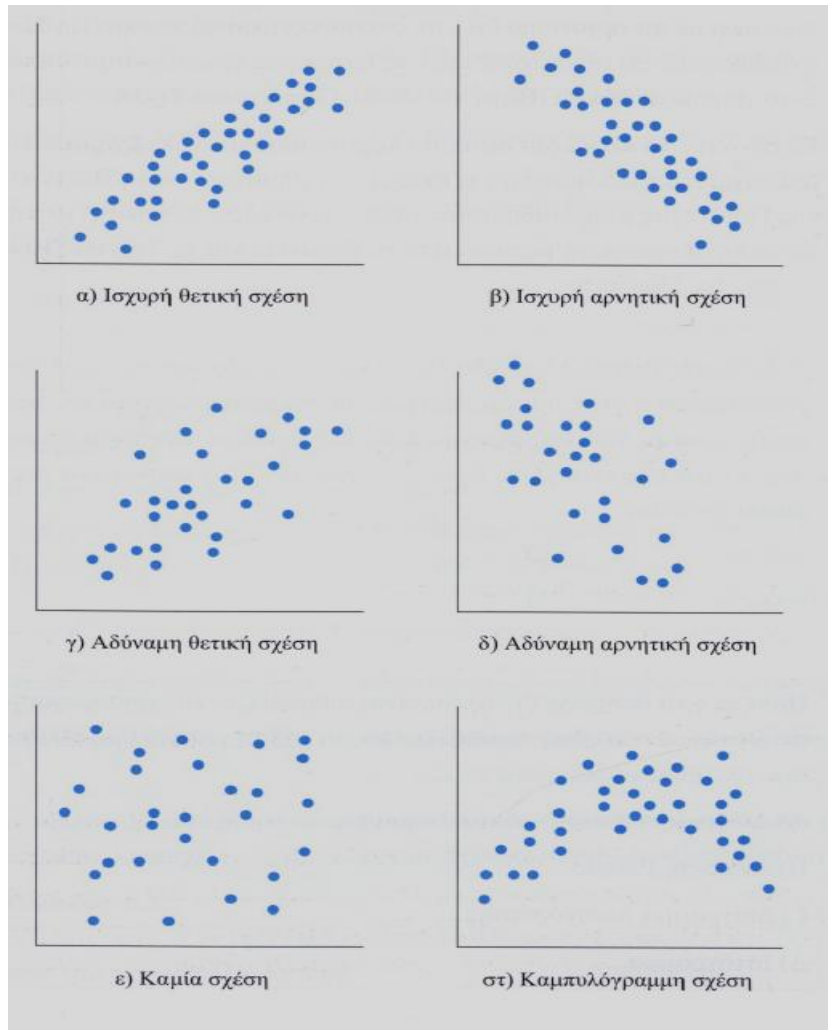 α) Ισχυρή θετική σχέση
β) Ισχυρή αρνητική σχέση
γ) Αδύναμη θετική σχέση
δ) Αδύναμη αρνητική σχέση
ε) Καμία σχέση
στ) Καμπυλόγραμμη σχέση